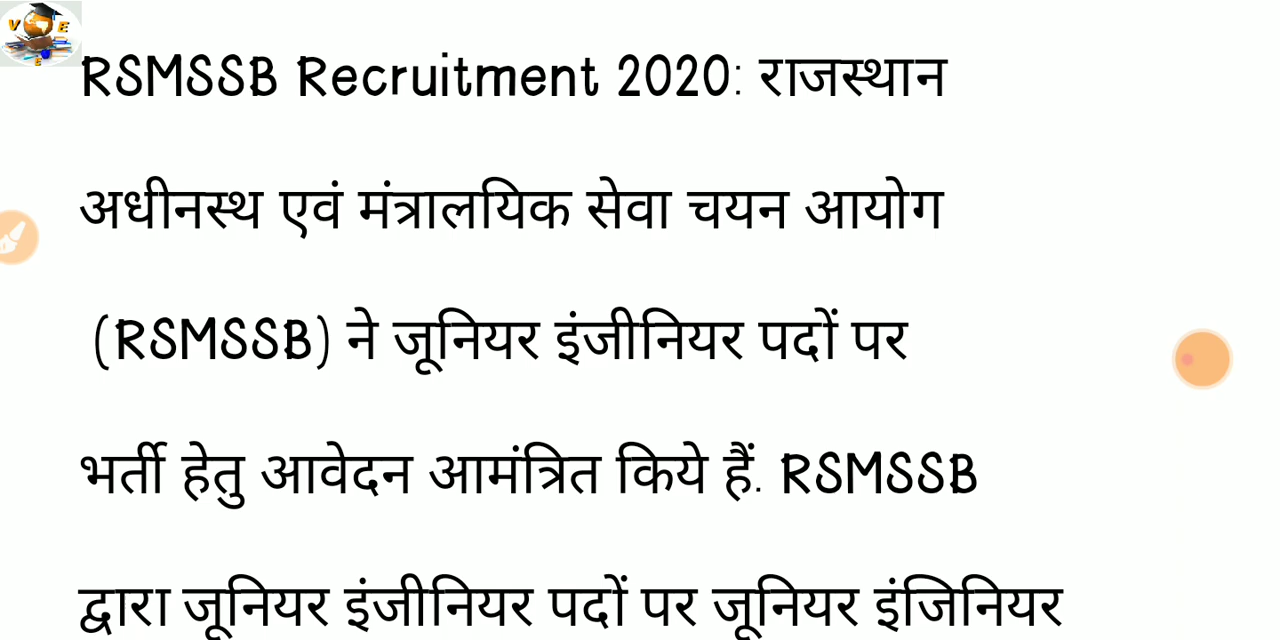 V E
E
RSMSSB Recruitment 2020: राजस्थान
अधीनस्थ एवं मंत्रालयिक सेवा चयन आयोग
(RSMSSB) ने जूनियर इंजीनियर पदों पर
भर्ती हेतु आवेदन आमंत्रित किये हैं. RSMSSB
द्वारा जूनियर इंजीनियर पदों पर जूनियर इंजिनियर